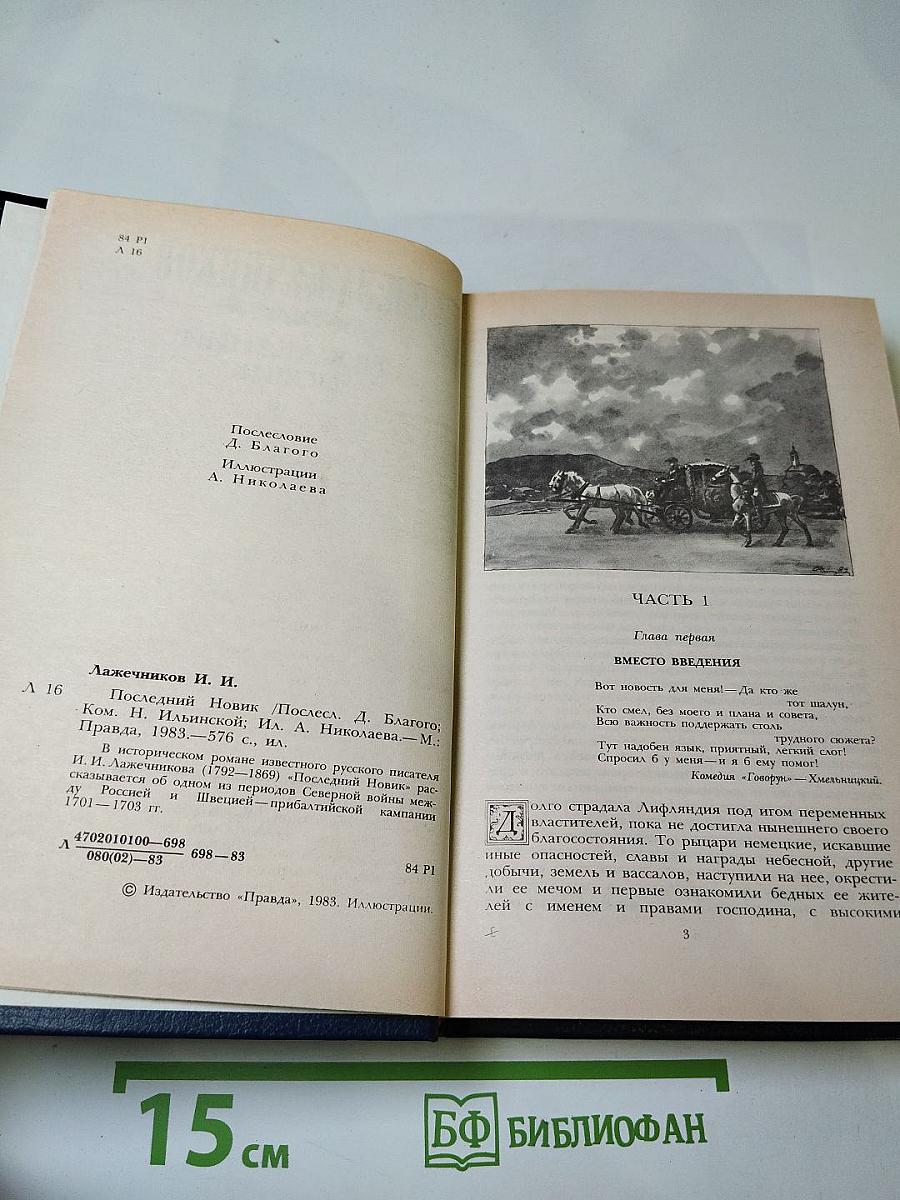 84 Р1
Л 16
Послесловие
Д. Благого
Иллюстрации
А. Николаева
Лажечников И. И.
Л 16
Последний Новик /Послесл. Д. Благого;
Ком. Н. Ильинской; Ил. А. Николаева.—М.:
Правда, 1983.—576 с., ил.
В историческом романе известного русского писателя
И. И. Лажечникова (1792—1869) «Последний Новик» рас-
сказывается об одном из периодов Северной войны меж-
ду Россией и Швецией—прибалтийской кампании
1701—1703 гг.
Л 4702010100—698
080(02)—83
698—83
84 Р1
© Издательство «Правда», 1983. Иллюстрации.
ЧАСТЬ 1
Глава первая
ВМЕСТО ВВЕДЕНИЯ
Вот новость для меня!—Да кто же
тот шалун,
Кто смел, без моего и плана и совета,
Всю важность поддержать столь
трудного сюжета?
Тут надобен язык, приятный, легкий слог!
Спросил б у меня—и я б ему помог!
Комедия «Говорун»—Хмельницкий.
Долго страдала Лифляндия под игом переменных
властителей, пока не достигла нынешнего своего
благосостояния. То рыцари немецкие, искавшие
иные опасностей, славы и награды небесной, другие
добычи, земель и вассалов, наступили на нее, окрести-
ли ее мечом и первые ознакомили бедных ее жите-
лей с именем и правами господина, с высокими
3
15 см
БФ БИБЛИОФАН